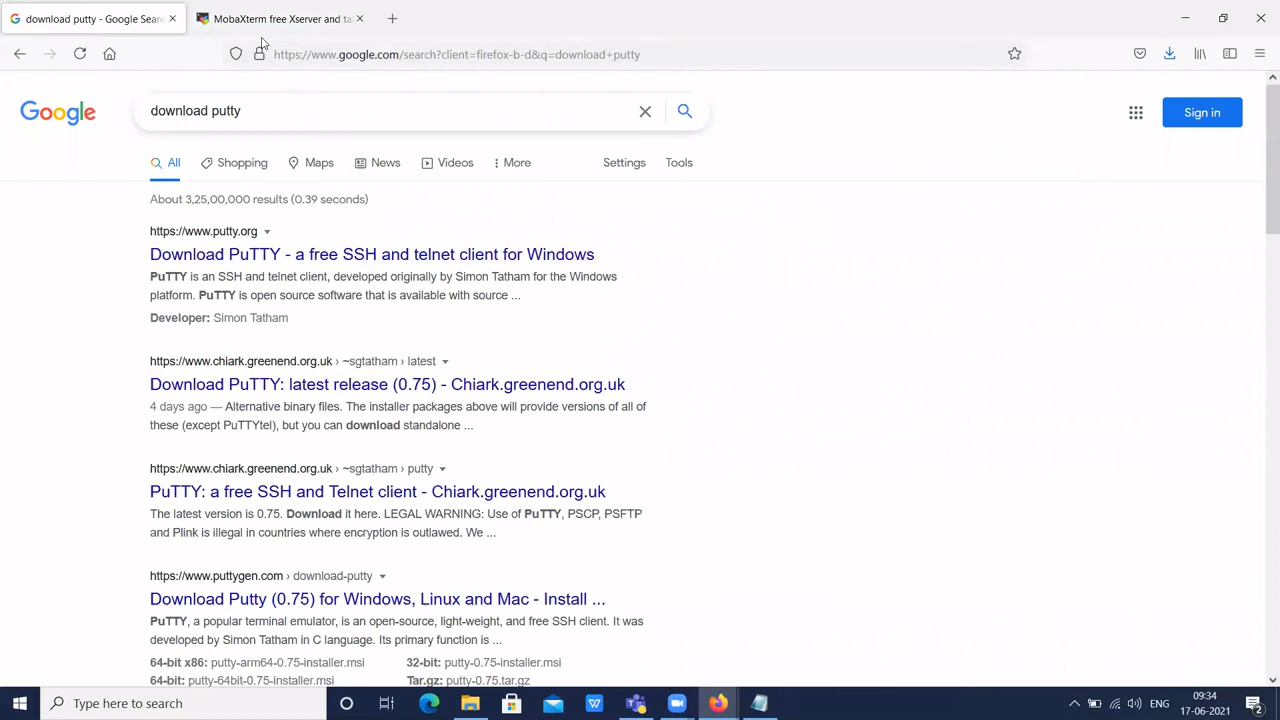 download putty - Google Sear
MobaXterm free Xserver and ta
https://www.google.com/search?client=firefox-b-d&q=download+putty
Google
download putty
Sign in
All
Shopping
Maps
News
Videos
More
Settings
Tools
About 3,25,00,000 results (0.39 seconds)
https://www.putty.org
Download PuTTY - a free SSH and telnet client for Windows
PuTTY is an SSH and telnet client, developed originally by Simon Tatham for the Windows
platform. PuTTY is open source software that is available with source ...
Developer: Simon Tatham
https://www.chiark.greenend.org.uk › ~sgtatham › latest
Download PuTTY: latest release (0.75) - Chiark.greenend.org.uk
4 days ago — Alternative binary files. The installer packages above will provide versions of all of
these (except PuTTYtel), but you can download standalone ...
https://www.chiark.greenend.org.uk › ~sgtatham › putty
PuTTY: a free SSH and Telnet client - Chiark.greenend.org.uk
The latest version is 0.75. Download it here. LEGAL WARNING: Use of PuTTY, PSCP, PSFTP
and Plink is illegal in countries where encryption is outlawed. We ...
https://www.puttygen.com › download-putty
Download Putty (0.75) for Windows, Linux and Mac - Install ...
PuTTY, a popular terminal emulator, is an open-source, light-weight, and free SSH client. It was
developed by Simon Tatham in C language. Its primary function is ...
64-bit x86: putty-arm64-0.75-installer.msi
32-bit: putty-0.75-installer.msi
64-bit: putty-64bit-0.75-installer.msi
Tar.gz: putty-0.75.tar.gz
Type here to search
ENG
09:34
17-06-2021
2